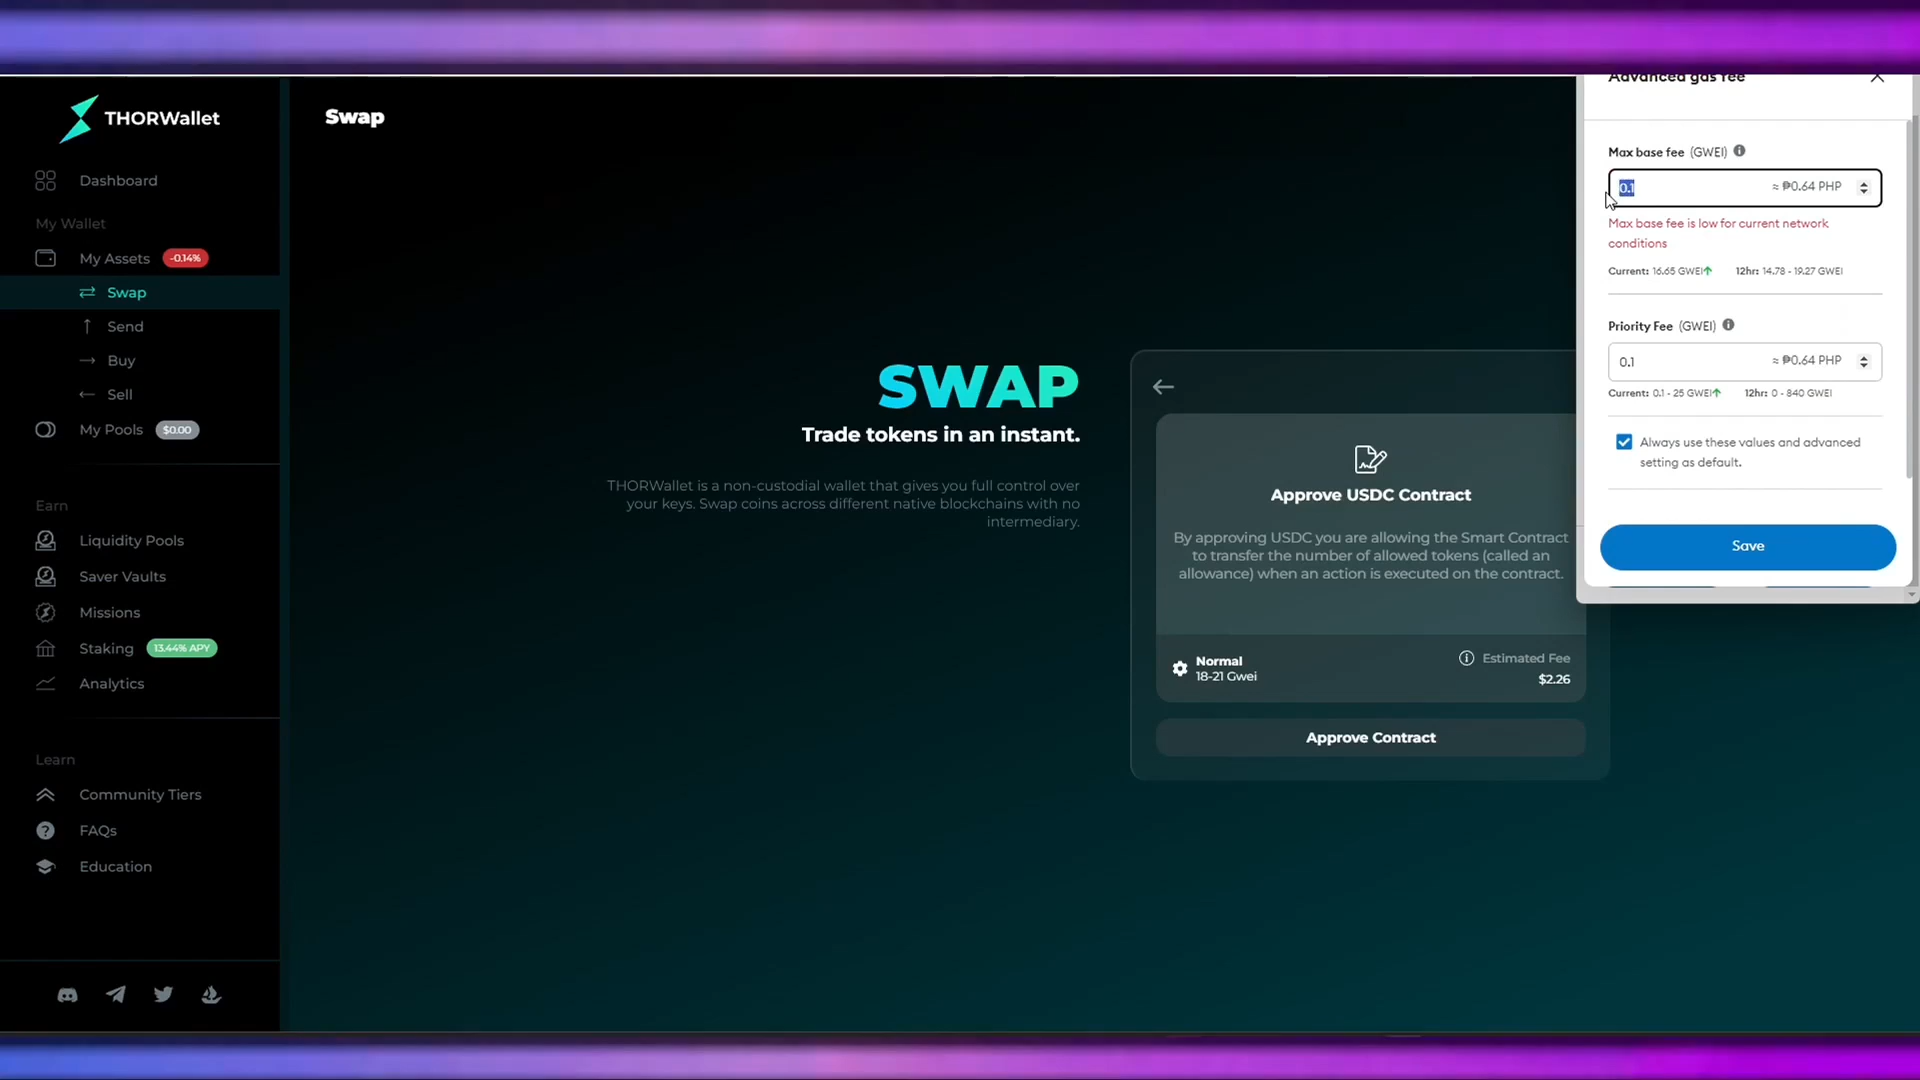 THORWallet
Dashboard
My Wallet
My Assets -0.14%
Swap
Send
Buy
Sell
My Pools $0.00
Earn
Liquidity Pools
Saver Vaults
Missions
Staking 13.44% APY
Analytics
Learn
Community Tiers
FAQs
Education
Swap
SWAP
Trade tokens in an instant.
THORWallet is a non-custodial wallet that gives you full control over
your keys. Swap coins across different native blockchains with no
intermediary.
Approve USDC Contract
By approving USDC you are allowing the Smart Contract
to transfer the number of allowed tokens (called an
allowance) when an action is executed on the contract.
Normal
18-21 Gwei
Estimated Fee
$2.26
Approve Contract
Advanced gas fee
Max base fee (GWEI)
0.1 ≈ ₱0.64 PHP
Max base fee is low for current network
conditions
Current: 16.65 GWEI 12hr: 14.78 - 19.27 GWEI
Priority Fee (GWEI)
0.1 ≈ ₱0.64 PHP
Current: 0.1 - 25 GWEI 12hr: 0 - 840 GWEI
Always use these values and advanced
setting as default.
Save